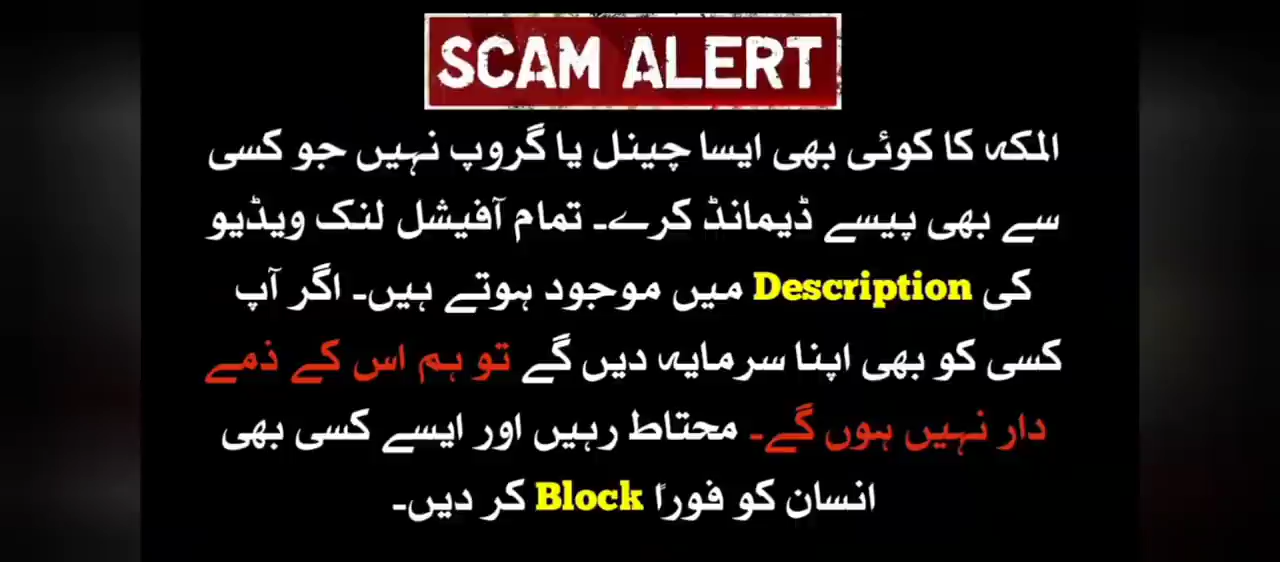 SCAM ALERT
المکہ کا کوئی بھی ایسا چینل یا گروپ نہیں جو کسی
سے بھی پیسے ڈیمانڈ کرے۔ تمام آفیشل لنک ویڈیو
کی Description میں موجود ہوتے ہیں۔ اگر آپ
کسی کو بھی اپنا سرمایہ دیں گے تو ہم اس کے ذمے
دار نہیں ہوں گے۔ محتاط رہیں اور ایسے کسی بھی
انسان کو فوراً Block کر دیں۔